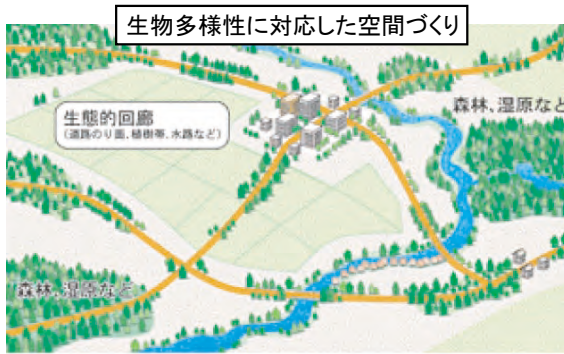 生物多様性に対応した空間づくり
生態的回廊
(道路のり面、植樹帯、水路など)
森林、湿原など
森林、湿原など